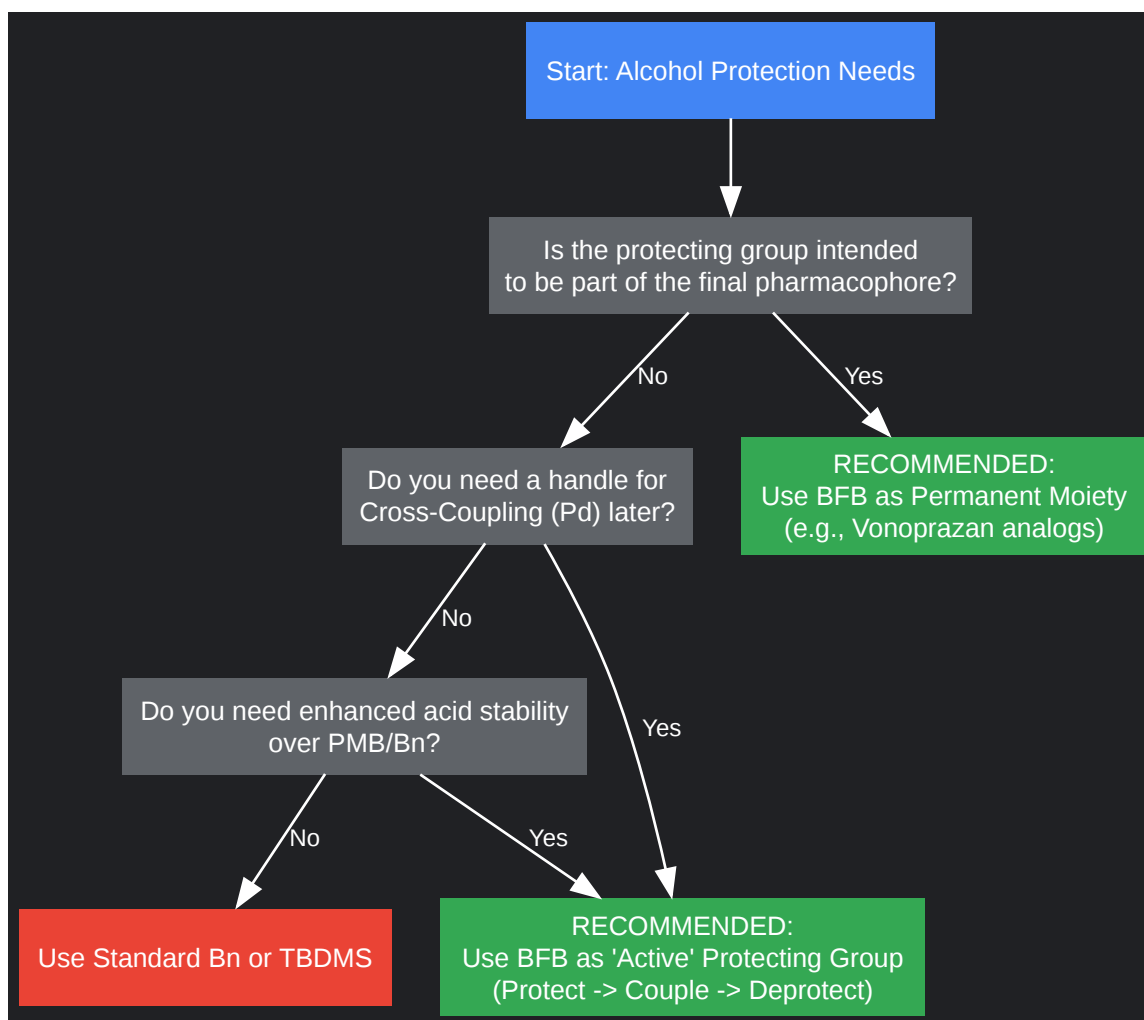 Start: Alcohol Protection Needs
Is the protecting group intended
to be part of the final pharmacophore?
No
Yes
Do you need a handle for
Cross-Coupling (Pd) later?
RECOMMENDED:
Use BFB as Permanent Moiety
(e.g., Vonoprazan analogs)
No
Yes
Do you need enhanced acid stability
over PMB/Bn?
No
Yes
Use Standard Bn or TBDMS
RECOMMENDED:
Use BFB as 'Active' Protecting Group
(Protect -> Couple -> Deprotect)